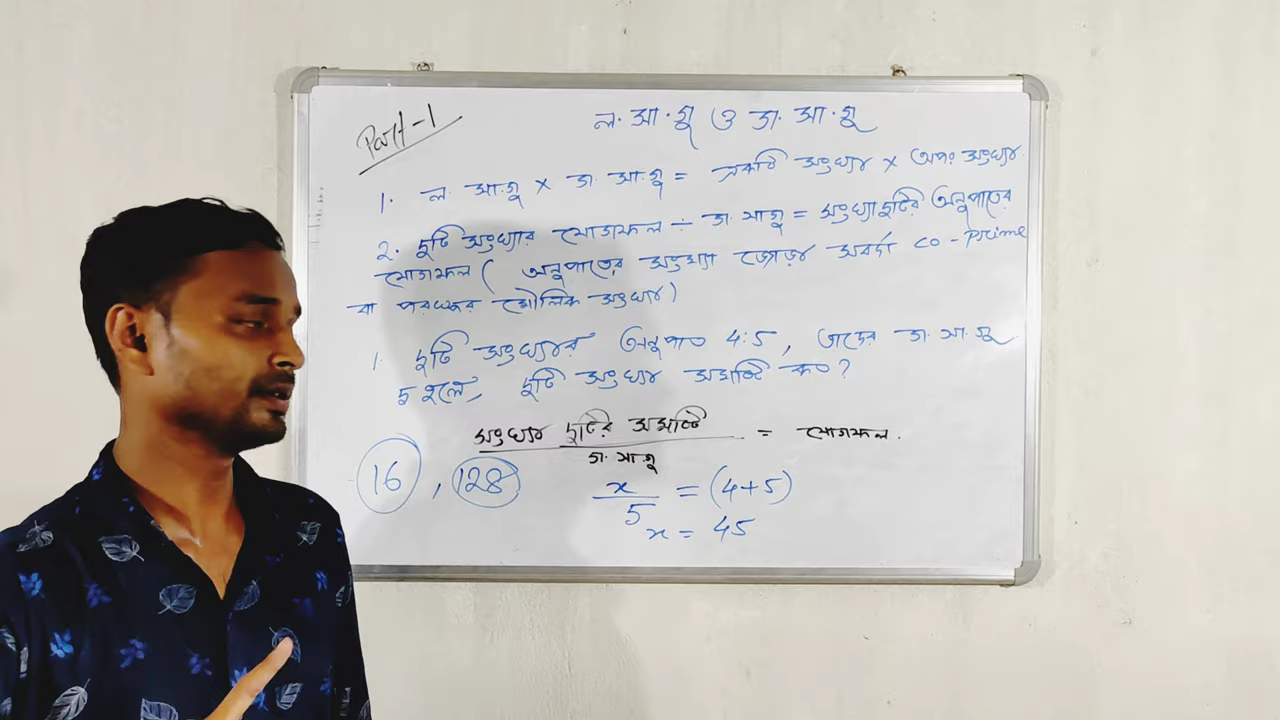 Part-1
ল. সা. গু ও গ. সা. গু
1. ল. সা. গু × গ. সা. গু = একটি সংখ্যা × অপর সংখ্যা
2. দুটি সংখ্যার যোগফল ÷ গ. সা. গু = সংখ্যাদুটির অনুপাতের
যোগফল ( অনুপাতের সংখ্যা জোড়া সবর্দা co-prime
বা পরস্পর মৌলিক সংখ্যা )
1. দুটি সংখ্যার অনুপাত 4:5, তাদের গ. সা. গু
5 হলে, দুটি সংখ্যার সমষ্টি কত?
সংখ্যা দুটির সমষ্টি = যোগফল.
গ. সা. গু
16, 128
x = (4+5)
5
x = 45